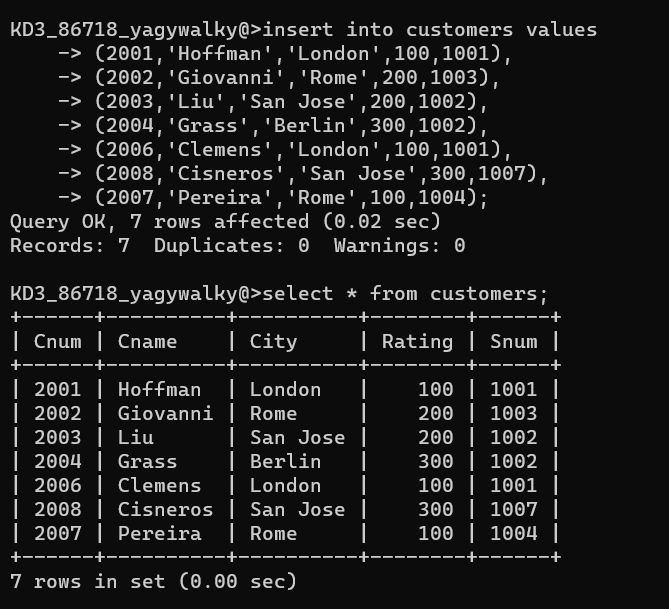 KD3_86718_yagywalky@>insert into customers values
    -> (2001,'Hoffman','London',100,1001),
    -> (2002,'Giovanni','Rome',200,1003),
    -> (2003,'Liu','San Jose',200,1002),
    -> (2004,'Grass','Berlin',300,1002),
    -> (2006,'Clemens','London',100,1001),
    -> (2008,'Cisneros','San Jose',300,1007),
    -> (2007,'Pereira','Rome',100,1004);
Query OK, 7 rows affected (0.02 sec)
Records: 7  Duplicates: 0  Warnings: 0

KD3_86718_yagywalky@>select * from customers;
+------+----------+----------+--------+------+
| Cnum | Cname    | City     | Rating | Snum |
+------+----------+----------+--------+------+
| 2001 | Hoffman  | London   |    100 | 1001 |
| 2002 | Giovanni | Rome     |    200 | 1003 |
| 2003 | Liu      | San Jose |    200 | 1002 |
| 2004 | Grass    | Berlin   |    300 | 1002 |
| 2006 | Clemens  | London   |    100 | 1001 |
| 2008 | Cisneros | San Jose |    300 | 1007 |
| 2007 | Pereira  | Rome     |    100 | 1004 |
+------+----------+----------+--------+------+
7 rows in set (0.00 sec)